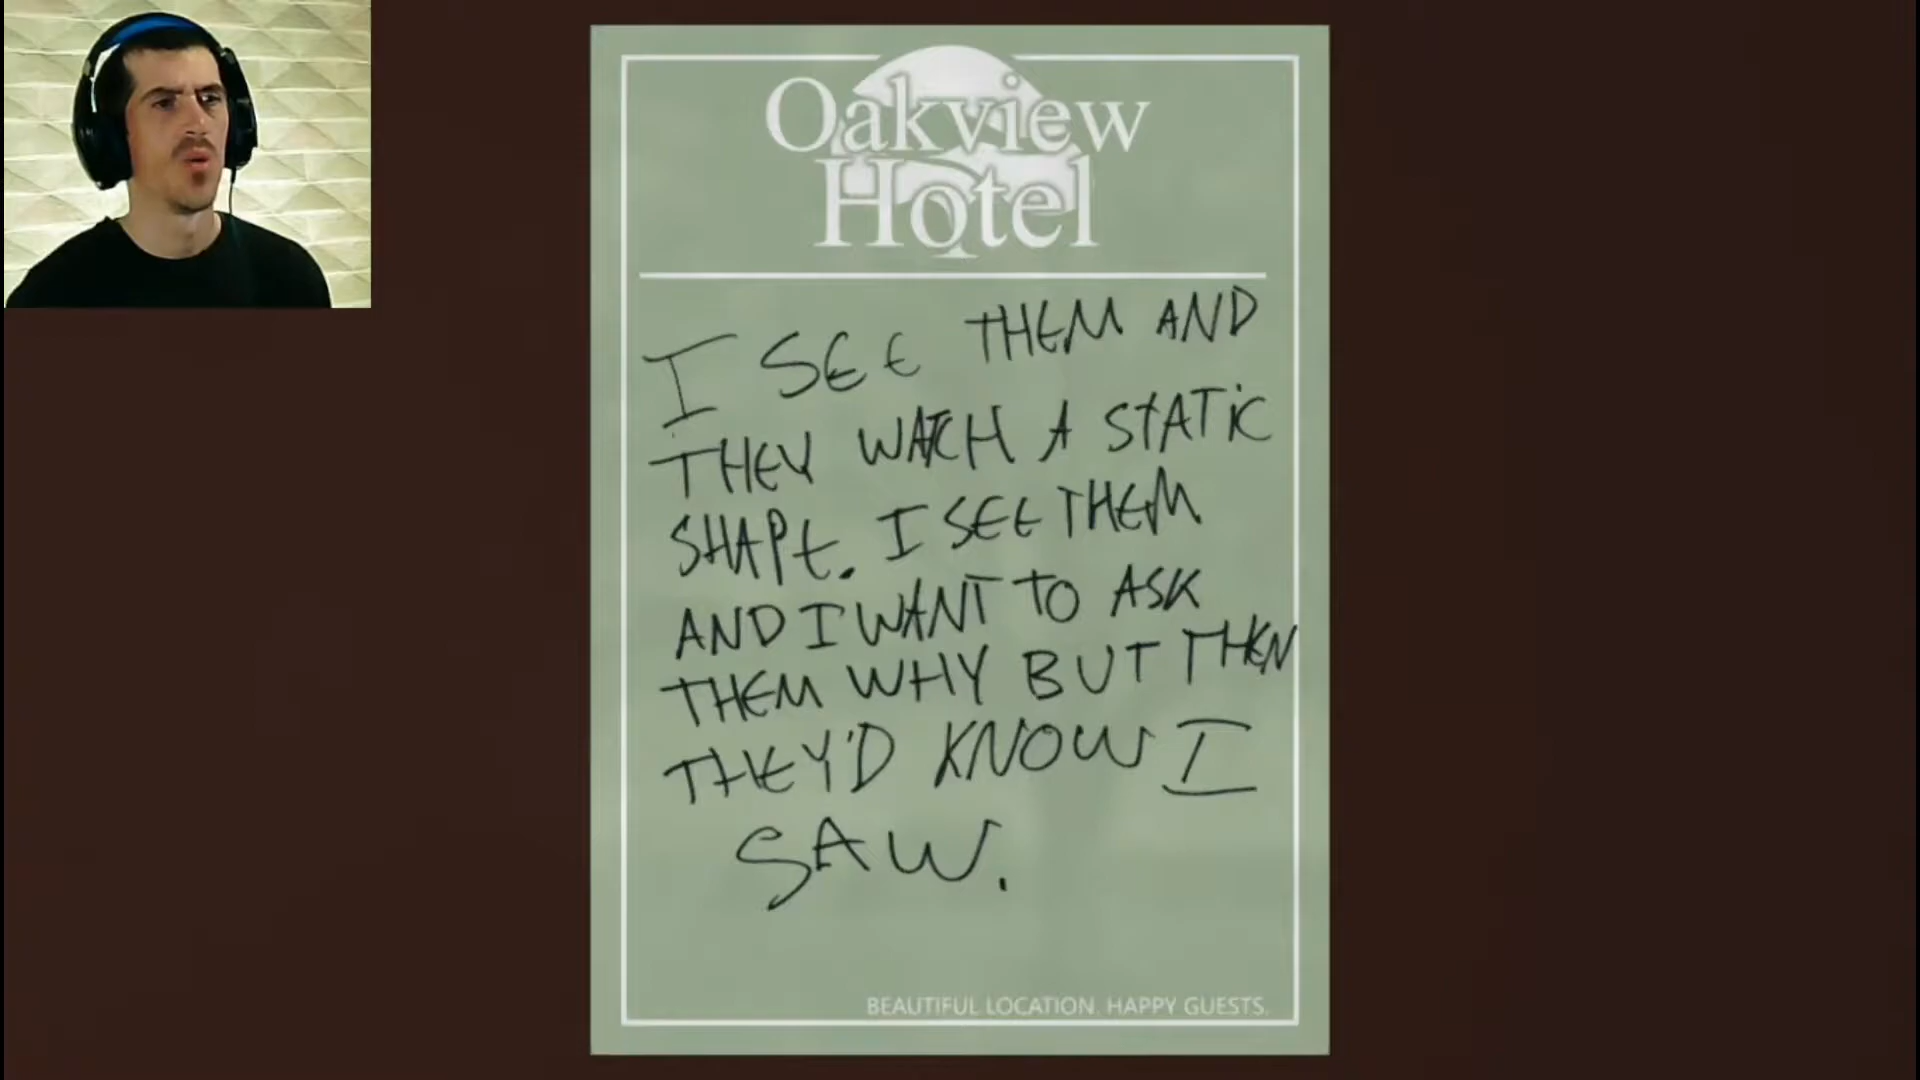 Oakview
Hotel
I SEE THEM AND
THEY WATCH A STATIC
SHAPE. I SEE THEM
AND I WANT TO ASK
THEM WHY BUT THEN
THEY'D KNOW I
SAW.
BEAUTIFUL LOCATION. HAPPY GUESTS.